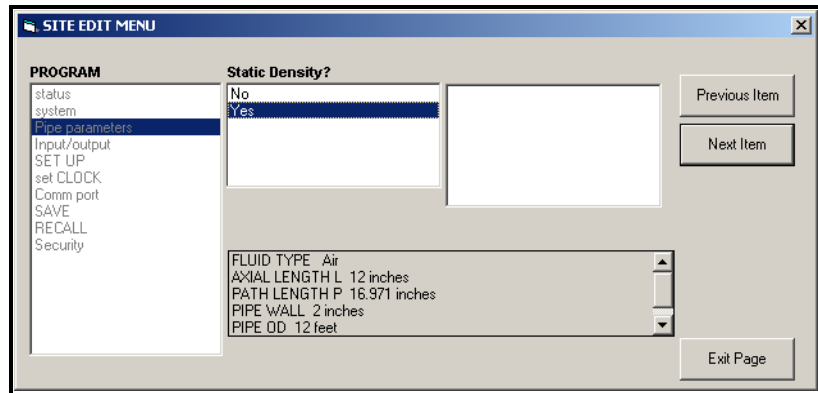 SITE EDIT MENU
PROGRAM
status
system
Pipe parameters
Input/output
SET UP
set CLOCK
Comm port
SAVE
RECALL
Security
Static Density?
No
Yes
Previous Item
Next Item
FLUID TYPE Air
AXIAL LENGTH L 12 inches
PATH LENGTH P 16.971 inches
PIPE WALL 2 inches
PIPE OD 12 feet
Exit Page